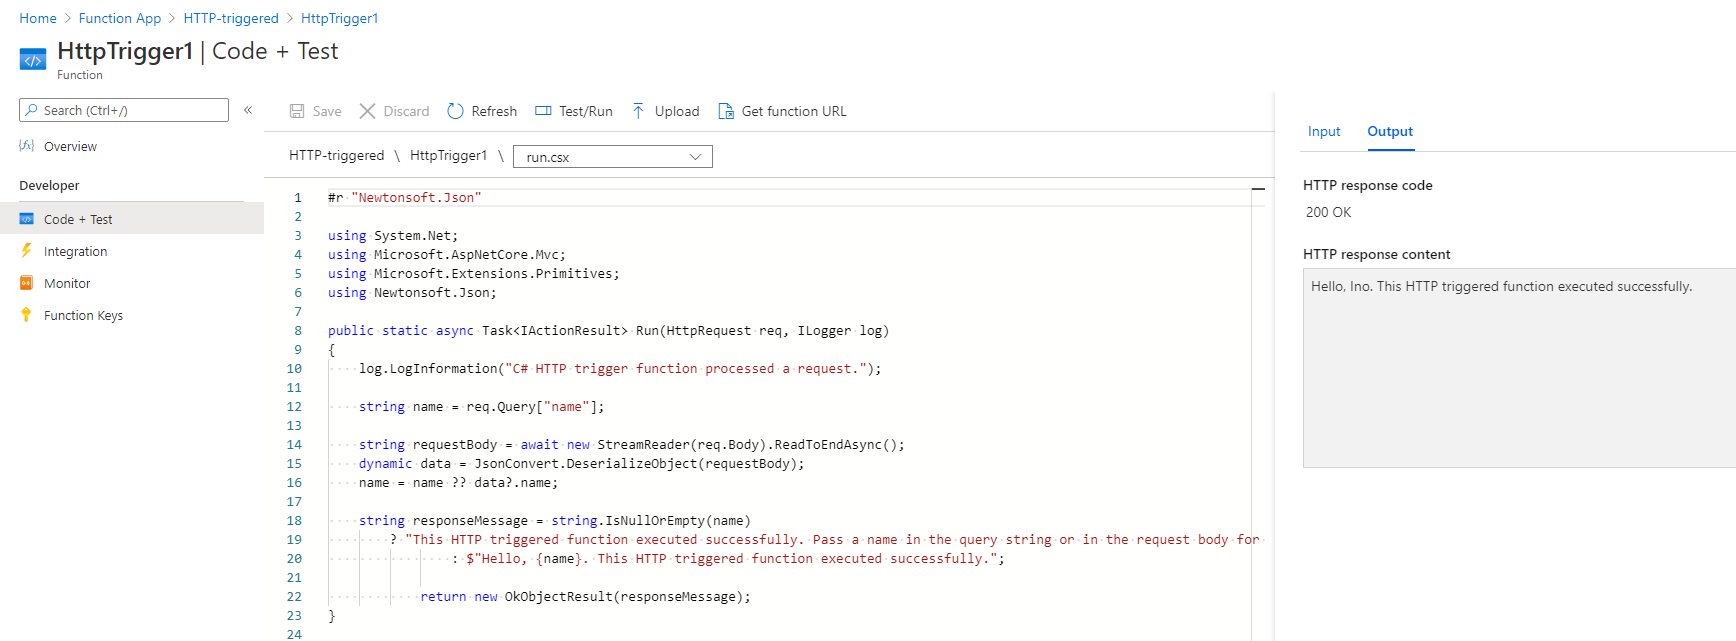 Home > Function App > HTTP-triggered > HttpTrigger1
HttpTrigger1 | Code + Test
Function
Search (Ctrl+/)
«
Overview
Developer
Code + Test
Integration
Monitor
Function Keys
Save Discard Refresh Test/Run Upload Get function URL
HTTP-triggered \ HttpTrigger1 \ run.csx
1 #r "Newtonsoft.Json"
2
3 using System.Net;
4 using Microsoft.AspNetCore.Mvc;
5 using Microsoft.Extensions.Primitives;
6 using Newtonsoft.Json;
7
8 public static async Task<IActionResult> Run(HttpRequest req, ILogger log)
9 {
10 log.LogInformation("C# HTTP trigger function processed a request.");
11
12 string name = req.Query["name"];
13
14 string requestBody = await new StreamReader(req.Body).ReadToEndAsync();
15 dynamic data = JsonConvert.DeserializeObject(requestBody);
16 name = name ?? data?.name;
17
18 string responseMessage = string.IsNullOrEmpty(name)
19 ? "This HTTP triggered function executed successfully. Pass a name in the query string or in the request body for
20 : $"Hello, {name}. This HTTP triggered function executed successfully.";
21
22 return new OkObjectResult(responseMessage);
23 }
24
Input Output
HTTP response code
200 OK
HTTP response content
Hello, Ino. This HTTP triggered function executed successfully.